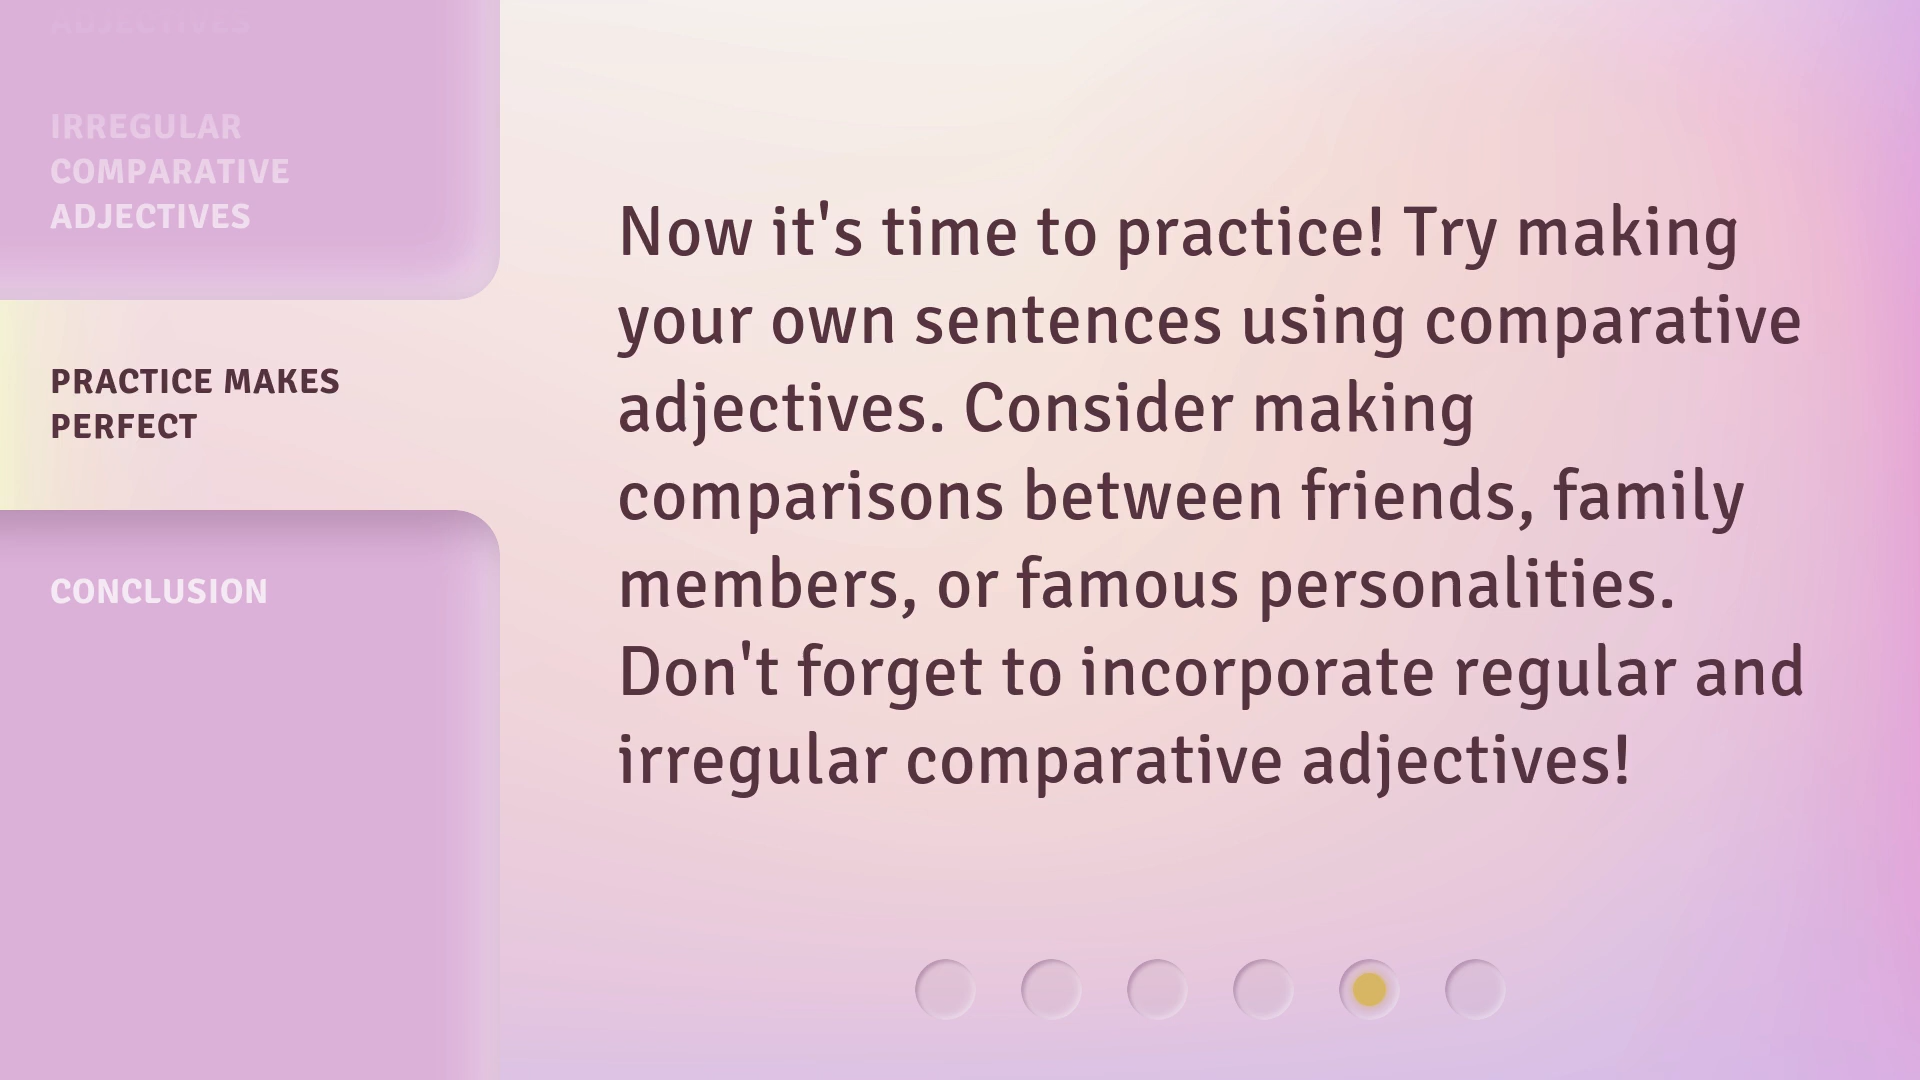 ADJECTIVES
IRREGULAR
COMPARATIVE
ADJECTIVES
PRACTICE MAKES
PERFECT
CONCLUSION
Now it's time to practice! Try making
your own sentences using comparative
adjectives. Consider making
comparisons between friends, family
members, or famous personalities.
Don't forget to incorporate regular and
irregular comparative adjectives!